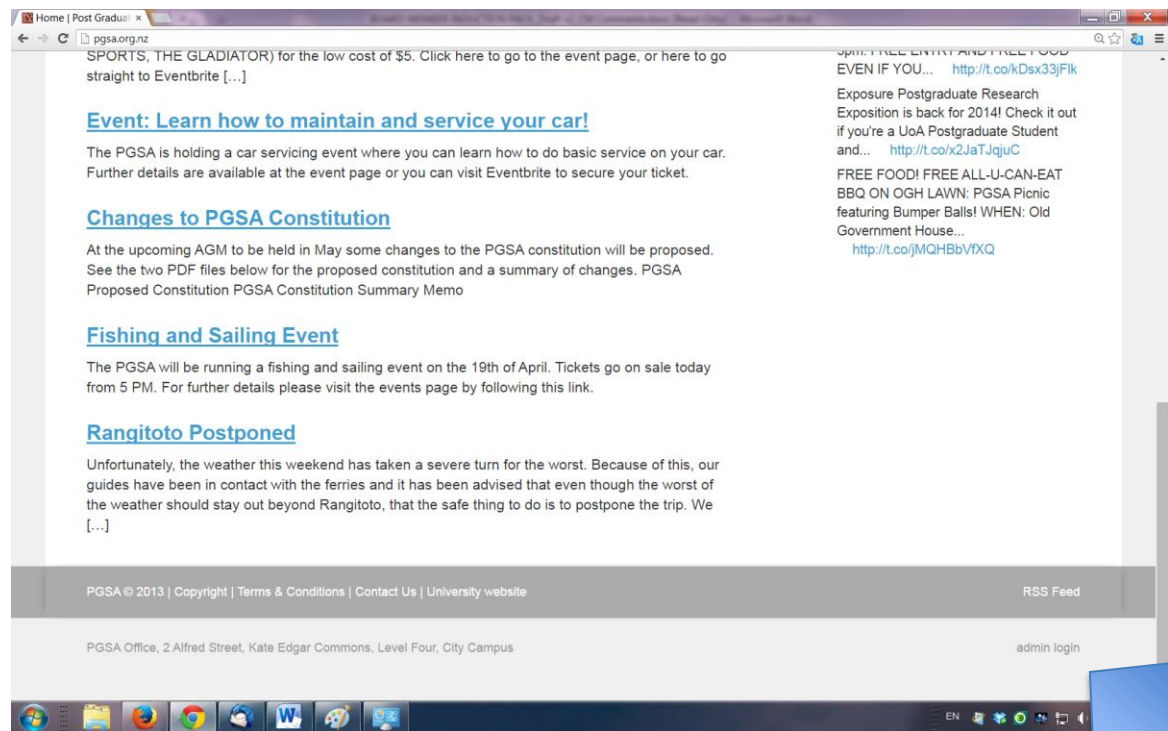 Home | Post Graduat
pgsa.org.nz
SPORTS, THE GLADIATOR) for the low cost of $5. Click here to go to the event page, or here to go
straight to Eventbrite […]
Event: Learn how to maintain and service your car!
The PGSA is holding a car servicing event where you can learn how to do basic service on your car.
Further details are available at the event page or you can visit Eventbrite to secure your ticket.
Changes to PGSA Constitution
At the upcoming AGM to be held in May some changes to the PGSA constitution will be proposed.
See the two PDF files below for the proposed constitution and a summary of changes. PGSA
Proposed Constitution PGSA Constitution Summary Memo
Fishing and Sailing Event
The PGSA will be running a fishing and sailing event on the 19th of April. Tickets go on sale today
from 5 PM. For further details please visit the events page by following this link.
Rangitoto Postponed
Unfortunately, the weather this weekend has taken a severe turn for the worst. Because of this, our
guides have been in contact with the ferries and it has been advised that even though the worst of
the weather should stay out beyond Rangitoto, that the safe thing to do is to postpone the trip. We
[…]
5pm. FREE ENTRY AND FREE FOOD
EVEN IF YOU... http://t.co/kDsx33jFlk
Exposure Postgraduate Research
Exposition is back for 2014! Check it out
if you're a UoA Postgraduate Student
and... http://t.co/x2JaTJqjuC
FREE FOOD! FREE ALL-U-CAN-EAT
BBQ ON OGH LAWN: PGSA Picnic
featuring Bumper Balls! WHEN: Old
Government House...
http://t.co/jMQHBbVfXQ
PGSA © 2013 | Copyright | Terms & Conditions | Contact Us | University website
RSS Feed
PGSA Office, 2 Alfred Street, Kate Edgar Commons, Level Four, City Campus
admin login
EN